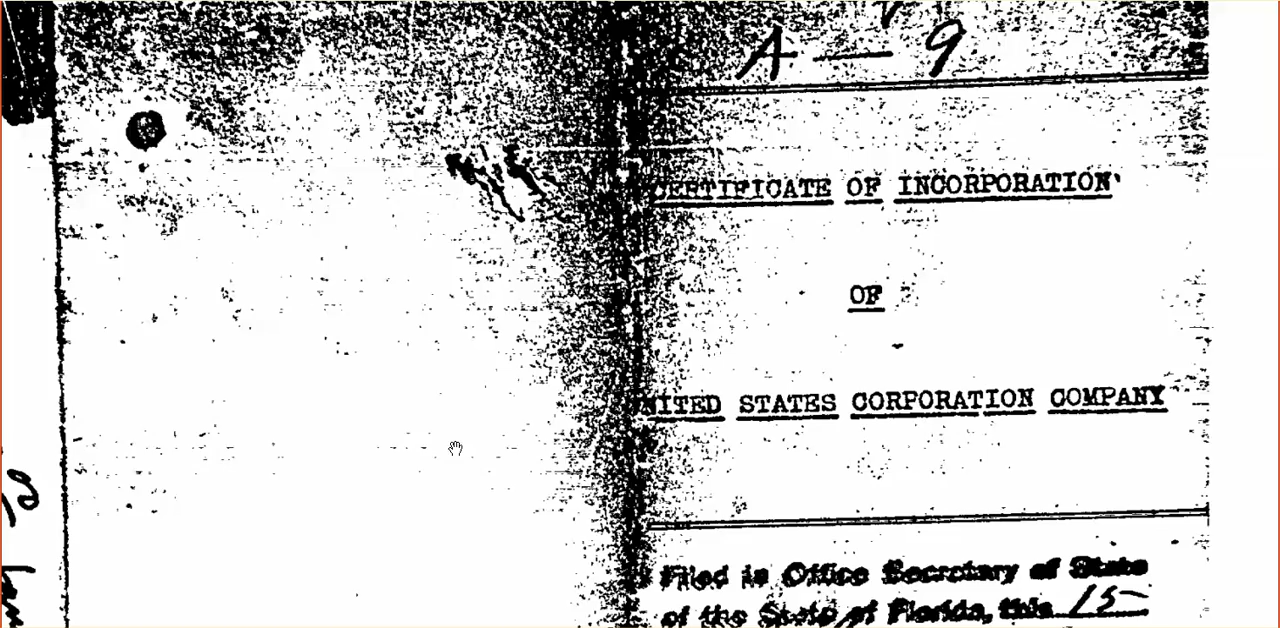 A — 9
CERTIFICATE OF INCORPORATION
OF
UNITED STATES CORPORATION COMPANY
Filed in Office Secretary of State
of the State of Florida, this 15